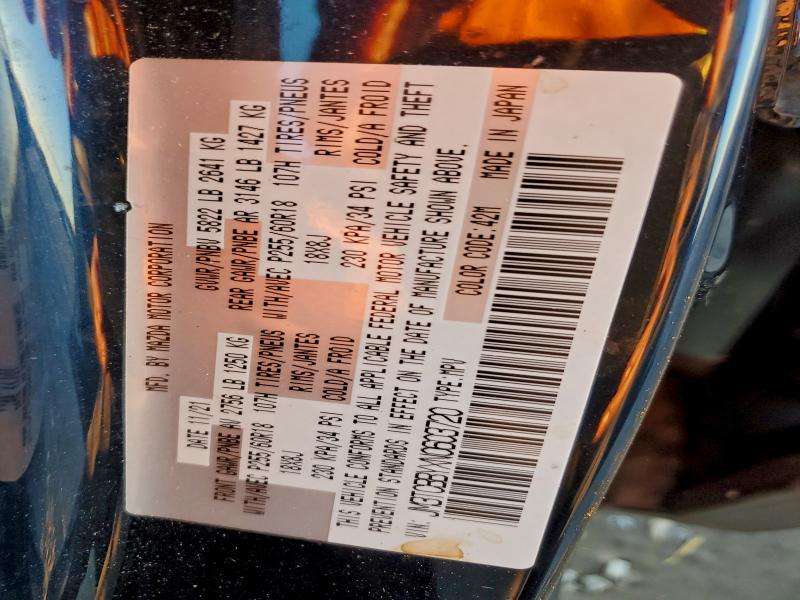 MFD. BY MAZDA MOTOR CORPORATION
DATE 11/21 GVWR/PNBV 5822 LB 2641 KG
FRONT GAWR/PNBE AV 2756 LB 1250 KG REAR GAWR/PNBE AR 3146 LB 1427 KG
WITH/AVEC P255/60R18 107H TIRES/PNEUS WITH/AVEC P255/60R18 107H TIRES/PNEUS
18X8J RIMS/JANTES 18X8J RIMS/JANTES
230 KPA/34 PSI COLD/A FROID 230 KPA/34 PSI COLD/A FROID
THIS VEHICLE CONFORMS TO ALL APPLICABLE FEDERAL MOTOR VEHICLE SAFETY AND THEFT
PREVENTION STANDARDS IN EFFECT ON THE DATE OF MANUFACTURE SHOWN ABOVE.
VIN: TYPE:MPV
COLOR CODE:42M MADE IN JAPAN